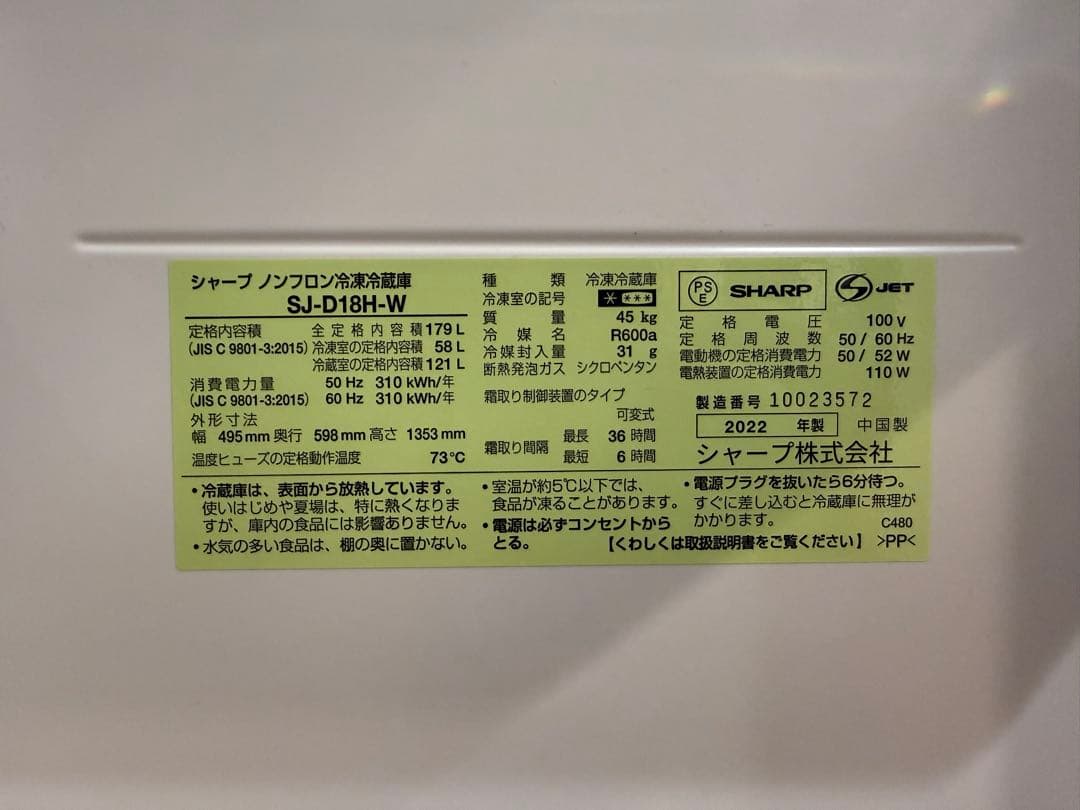 シャープ ノンフロン冷凍冷蔵庫
SJ-D18H-W
定格内容積 全定格内容積 179 L
(JIS C 9801-3:2015) 冷凍室の定格内容積 58 L
冷蔵室の定格内容積 121 L
消費電力量 50 Hz 310 kWh/年
(JIS C 9801-3:2015) 60 Hz 310 kWh/年
外形寸法
幅 495 mm 奥行 598 mm 高さ 1353 mm
温度ヒューズの定格動作温度 73℃
種類 冷凍冷蔵庫
冷凍室の記号 * ***
質量 45 kg
冷媒名 R600a
冷媒封入量 31 g
断熱発泡ガス シクロペンタン
霜取り制御装置のタイプ
可変式
霜取り間隔 最長 36 時間
最短 6 時間
PSE SHARP S JET
定格電圧 100 V
定格周波数 50 / 60 Hz
電動機の定格消費電力 50 / 52 W
電熱装置の定格消費電力 110 W
製造番号 10023572
2022 年製 中国製
シャープ株式会社
・冷蔵庫は、表面から放熱しています。
使いはじめや夏場は、特に熱くなりま
すが、庫内の食品には影響ありません。
・水気の多い食品は、棚の奥に置かない。
・室温が約5℃以下では、
食品が凍ることがあります。
・電源は必ずコンセントから
とる。
・電源プラグを抜いたら6分待つ。
すぐに差し込むと冷蔵庫に無理が
かかります。 C480
【くわしくは取扱説明書をご覧ください】 >PP<